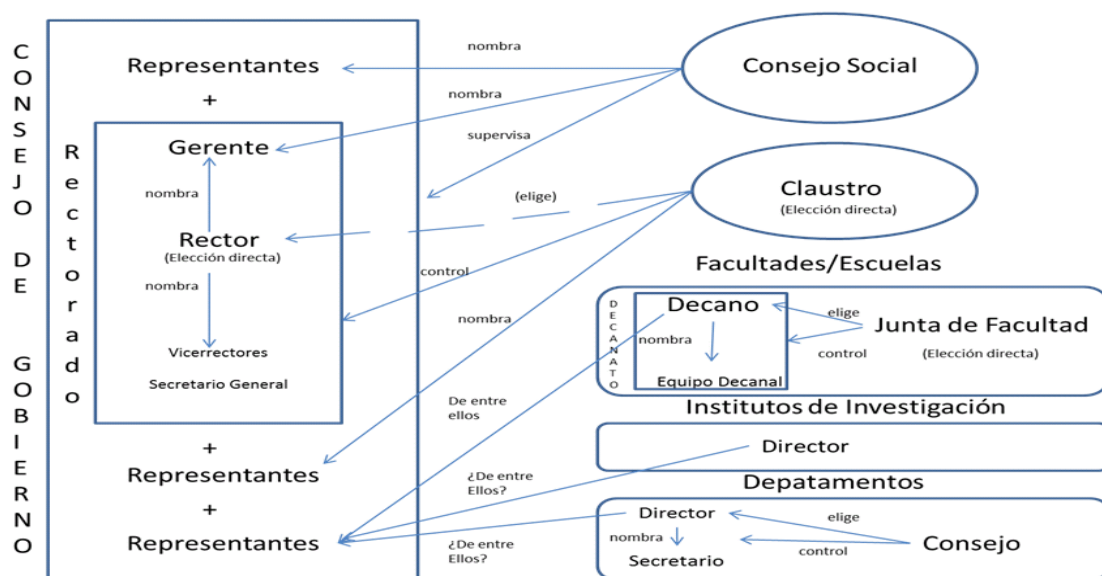 CONSEJO DE GOBIERNO
Representantes
+
Rectorado
Gerente
nombra
Rector
(Elección directa)
nombra
Vicerrectores
Secretario General
+
Representantes
+
Representantes
nombra
nombra
supervisa
(elige)
control
nombra
De entre
ellos
¿De entre
Ellos?
¿De entre
Ellos?
Consejo Social
Claustro
(Elección directa)
Facultades/Escuelas
DECANATO
Decano
nombra
Equipo Decanal
elige
control
Junta de Facultad
(Elección directa)
Institutos de Investigación
Director
Depatamentos
Director
nombra
Secretario
elige
control
Consejo